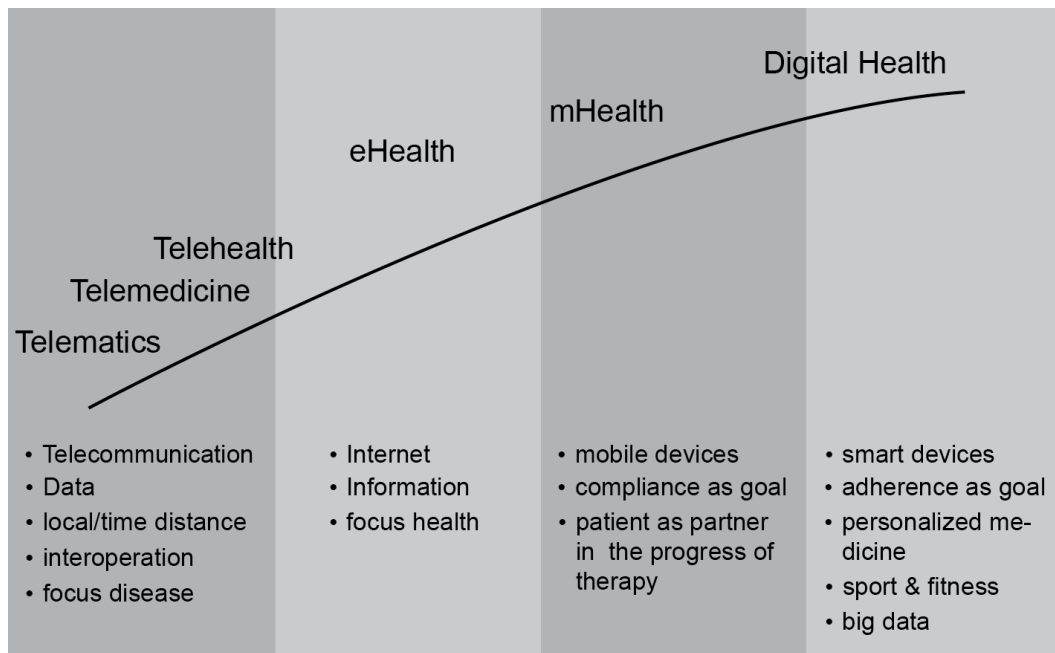 Digital Health
mHealth
eHealth
Telehealth
Telemedicine
Telematics
• Telecommunication
• Data
• local/time distance
• interoperation
• focus disease
• Internet
• Information
• focus health
• mobile devices
• compliance as goal
• patient as partner
in the progress of
therapy
• smart devices
• adherence as goal
• personalized me-
dicine
• sport & fitness
• big data